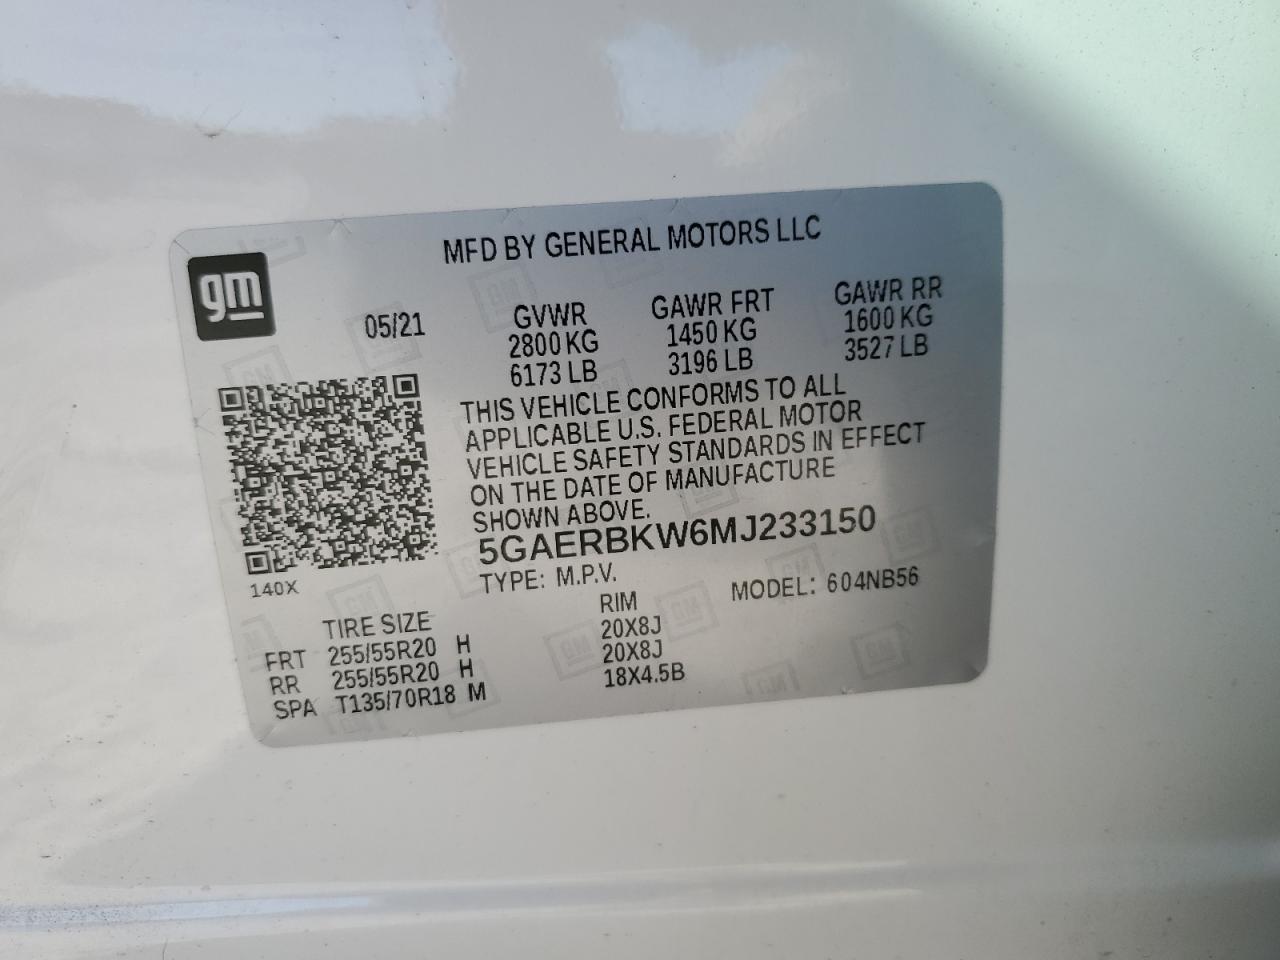 MFD BY GENERAL MOTORS LLC
gm
05/21
GVWR GAWR FRT GAWR RR
2800 KG 1450 KG 1600 KG
6173 LB 3196 LB 3527 LB
THIS VEHICLE CONFORMS TO ALL
APPLICABLE U.S. FEDERAL MOTOR
VEHICLE SAFETY STANDARDS IN EFFECT
ON THE DATE OF MANUFACTURE
SHOWN ABOVE.
5GAERBKW6MJ233150
140X
TYPE: M.P.V. MODEL: 604NB56
TIRE SIZE RIM
FRT 255/55R20 H 20X8J
RR 255/55R20 H 20X8J
SPA T135/70R18 M 18X4.5B